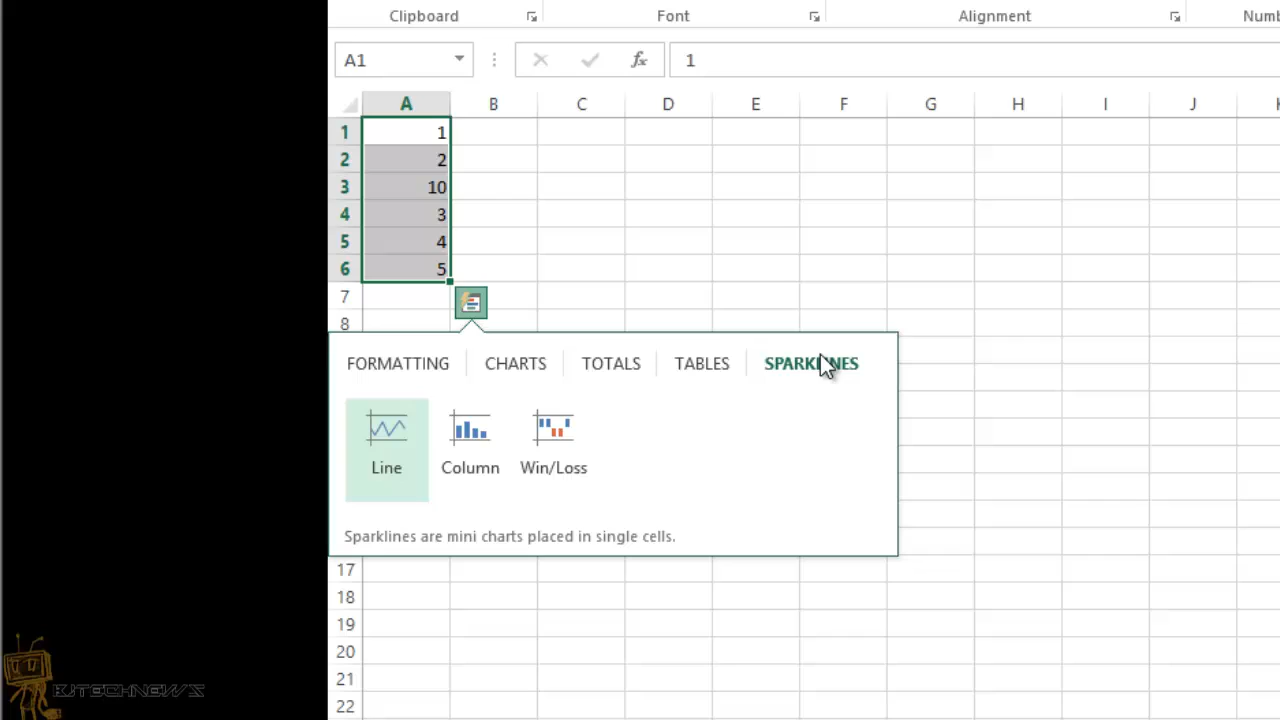 Clipboard Font Alignment Numb
A1 fx 1
A B C D E F G H I J K
1 1
2 2
3 10
4 3
5 4
6 5
7
8
FORMATTING CHARTS TOTALS TABLES SPARKLINES
Line Column Win/Loss
Sparklines are mini charts placed in single cells.
17
18
19
20
21
22
BJTECHNEWS